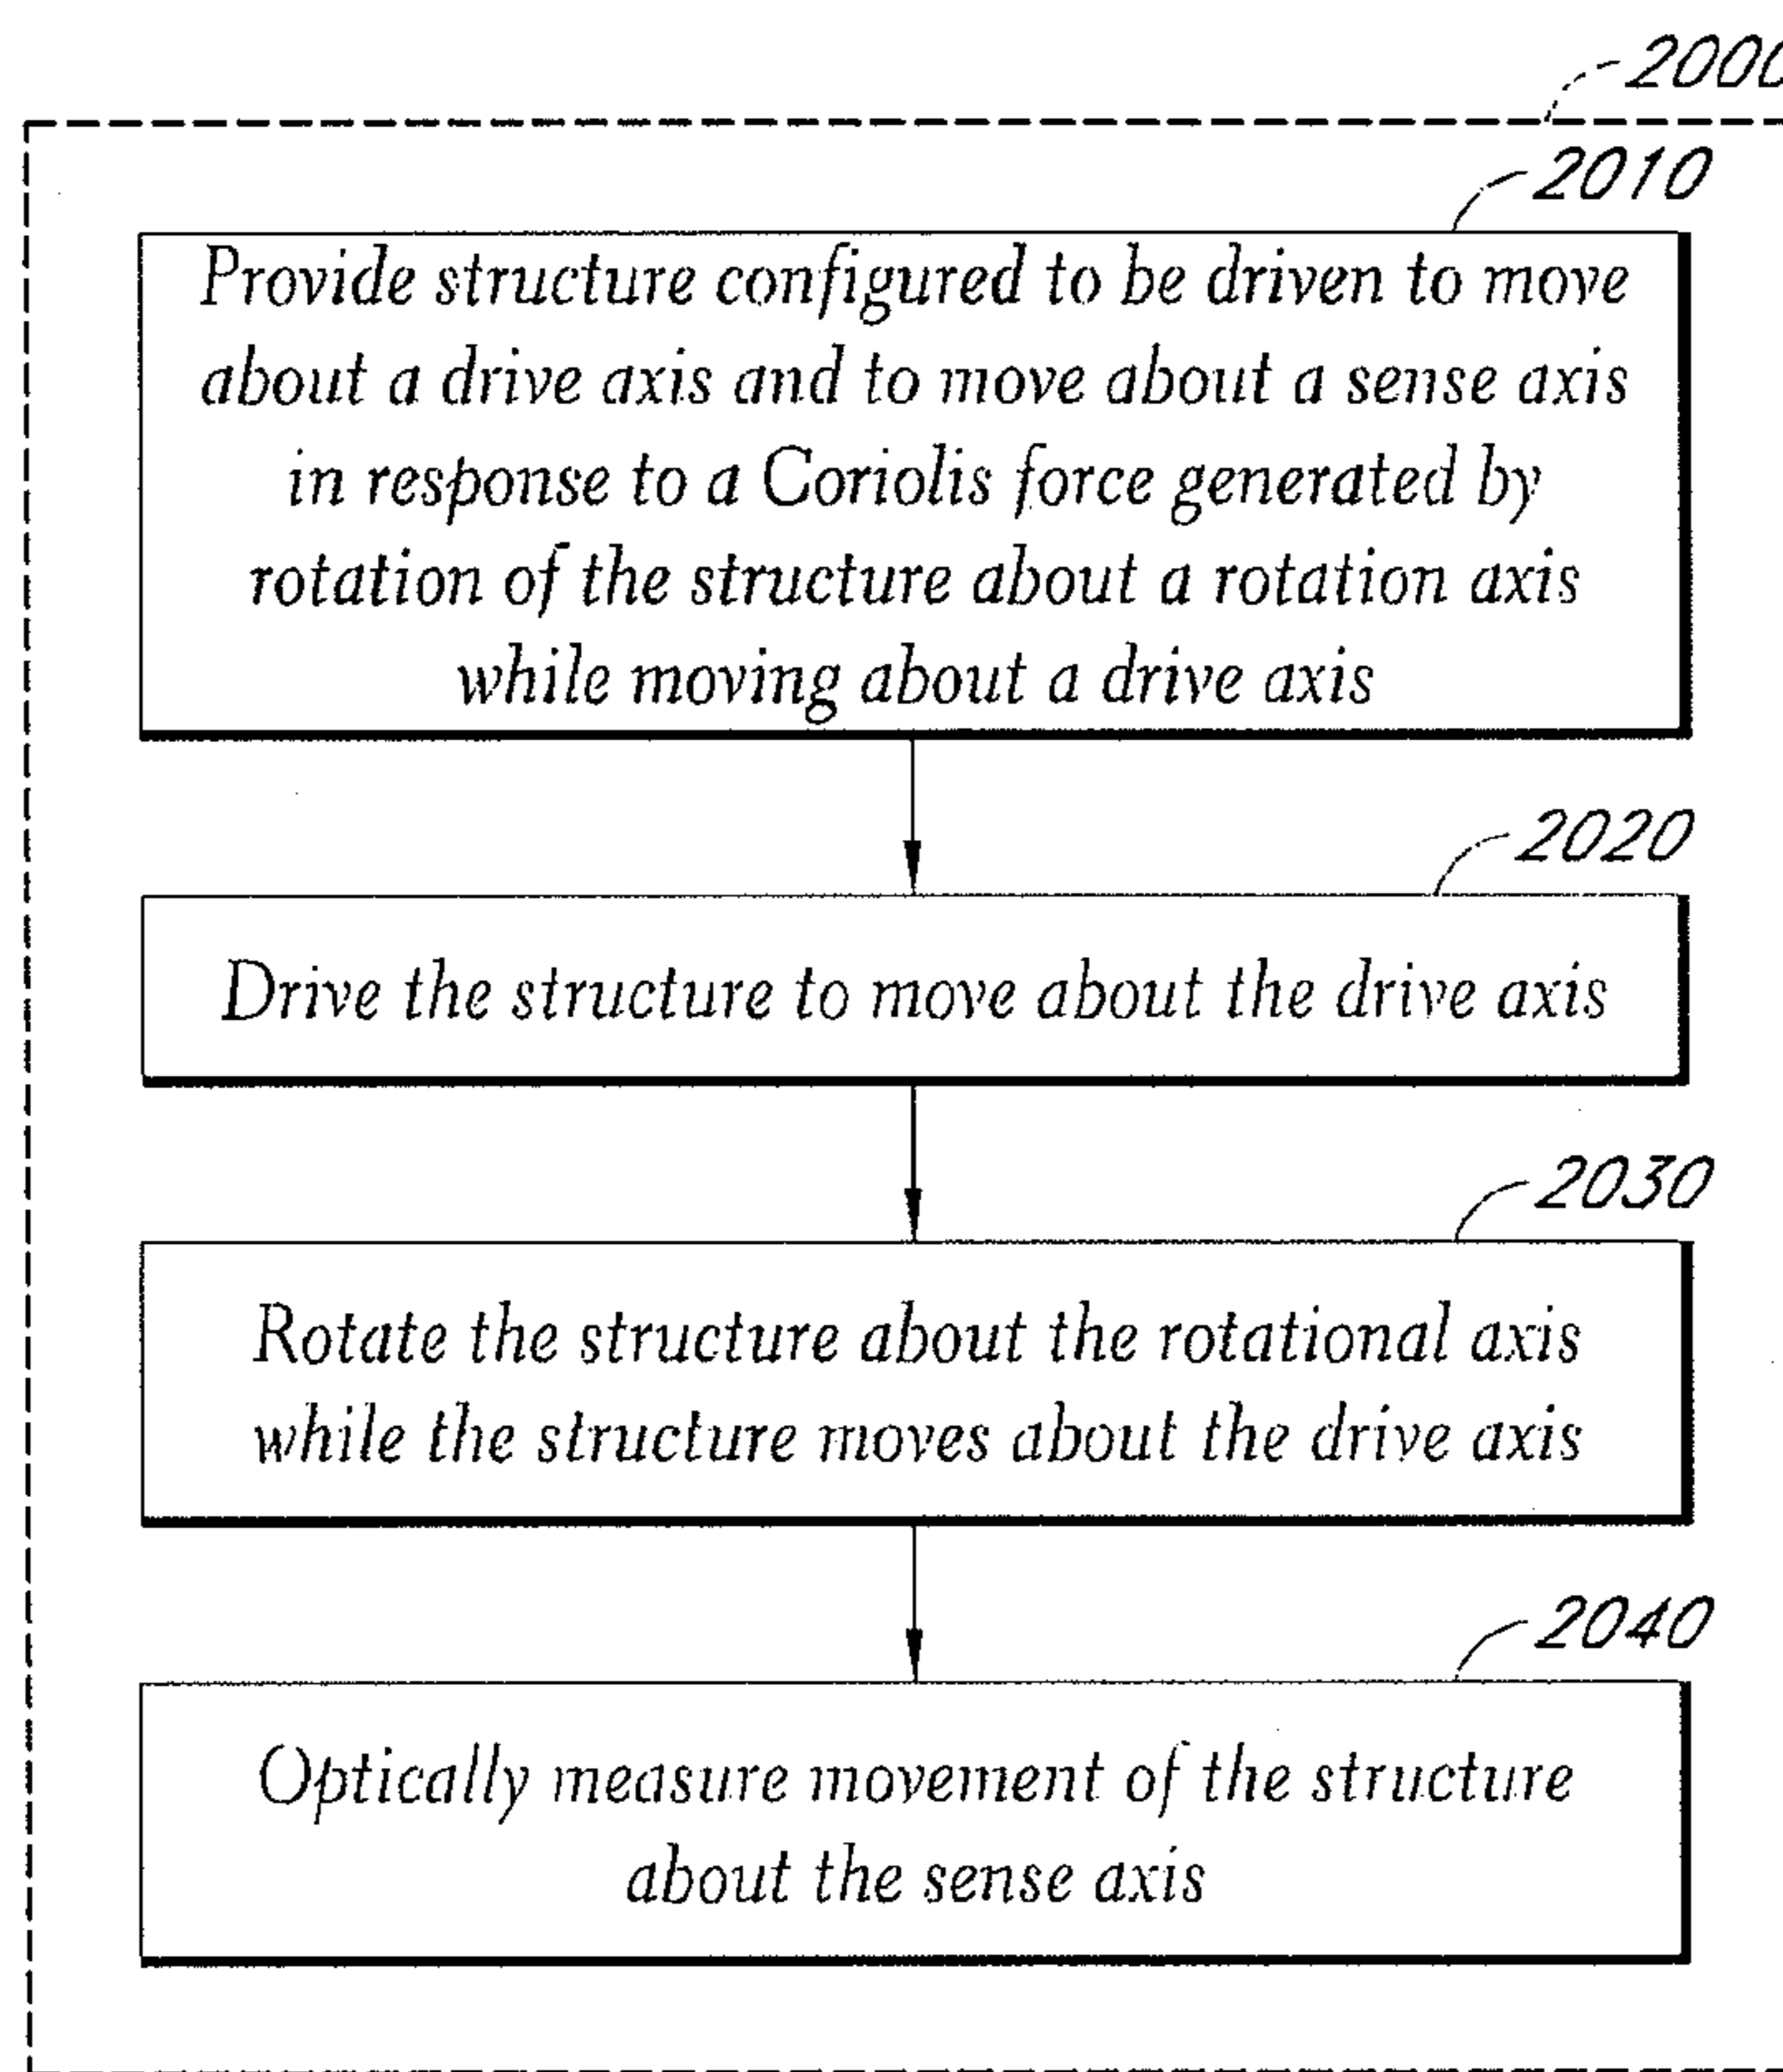 2000
2010
Provide structure configured to be driven to move
about a drive axis and to move about a sense axis
in response to a Coriolis force generated by
rotation of the structure about a rotation axis
while moving about a drive axis
2020
Drive the structure to move about the drive axis
2030
Rotate the structure about the rotational axis
while the structure moves about the drive axis
2040
Optically measure movement of the structure
about the sense axis